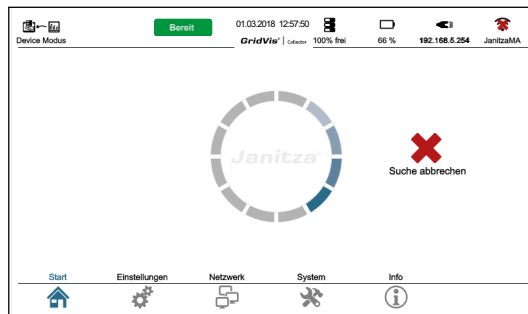 Bereit
01.03.2018 12:57:50
Device Modus
GridVis® | Collector
100% frei
66 %
192.168.5.254
JanitzaMA
Janitza®
Suche abbrechen
Start
Einstellungen
Netzwerk
System
Info